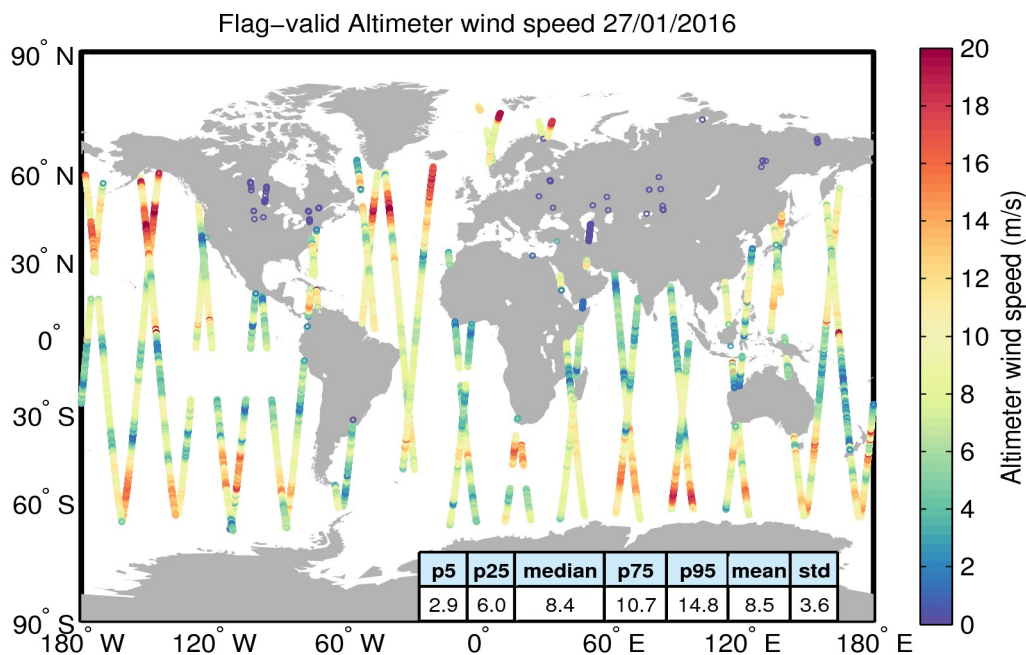 Flag−valid Altimeter wind speed 27/01/2016
90° N
60° N
30° N
0°
30° S
60° S
90° S
180° W
120° W
60° W
0°
60° E
120° E
180° E
p5 p25 median p75 p95 mean std
2.9 6.0 8.4 10.7 14.8 8.5 3.6
20
18
16
14
12
10
8
6
4
2
0
Altimeter wind speed (m/s)